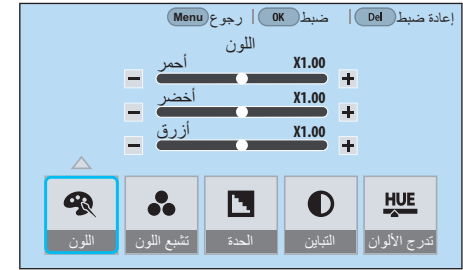 إعادة ضبط Del | ضبط OK | رجوع Menu
اللون
أحمر X1.00
أخضر X1.00
أزرق X1.00
HUE
اللون تشبع اللون الحدة التباين تدرج الألوان